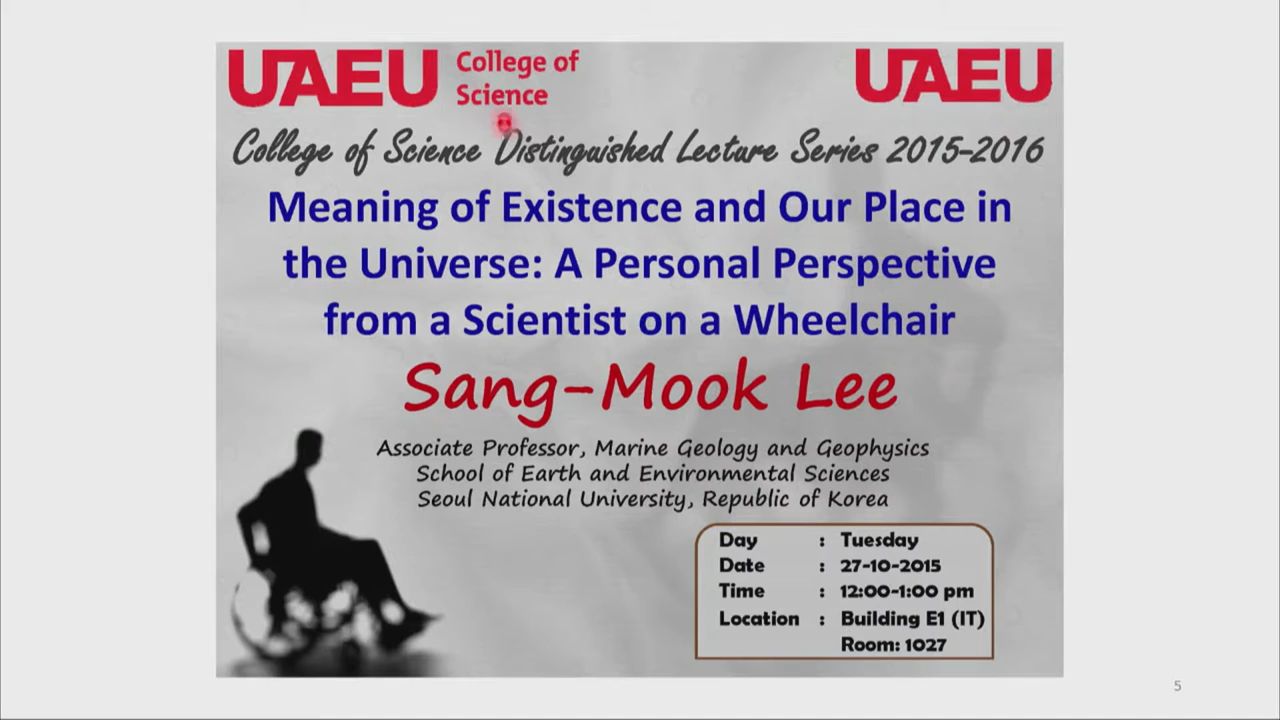 UAEU College of Science UAEU
College of Science Distinguished Lecture Series 2015-2016
Meaning of Existence and Our Place in
the Universe: A Personal Perspective
from a Scientist on a Wheelchair
Sang-Mook Lee
Associate Professor, Marine Geology and Geophysics
School of Earth and Environmental Sciences
Seoul National University, Republic of Korea
Day : Tuesday
Date : 27-10-2015
Time : 12:00-1:00 pm
Location : Building E1 (IT)
Room: 1027
5